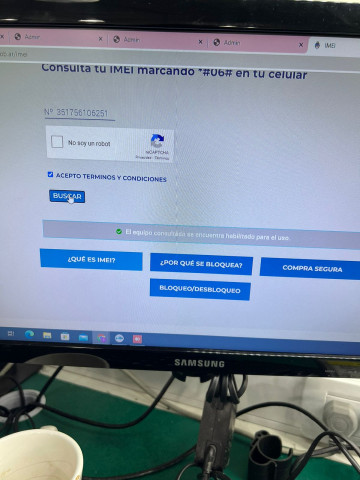 Admin
Admin
Admin
IMEI
Consulta tu IMEI marcando *#06# en tu celular
N° 351756106251
No soy un robot
reCAPTCHA
Privacidad - Términos
ACEPTO TERMINOS Y CONDICIONES
BUSCAR
El equipo consultado se encuentra habilitado para el uso.
¿QUÉ ES IMEI?
¿POR QUÉ SE BLOQUEA?
COMPRA SEGURA
BLOQUEO/DESBLOQUEO
SAMSUNG